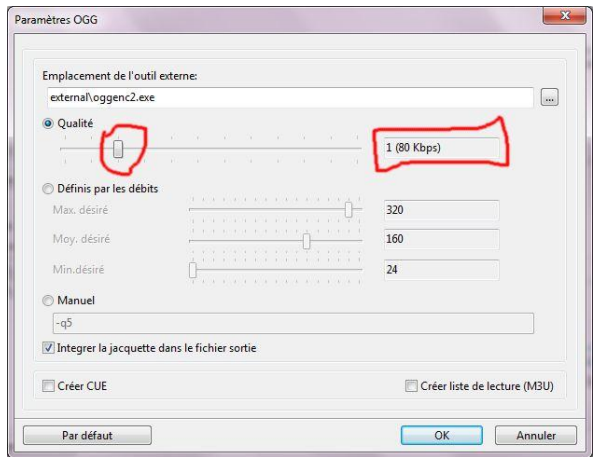 Paramètres OGG
Emplacement de l'outil externe:
external\oggenc2.exe
...
Qualité
1 (80 Kbps)
Définis par les débits
Max. désiré
320
Moy. désiré
160
Min.désiré
24
Manuel
-q5
Integrer la jacquette dans le fichier sortie
Créer CUE
Créer liste de lecture (M3U)
Par défaut
OK
Annuler